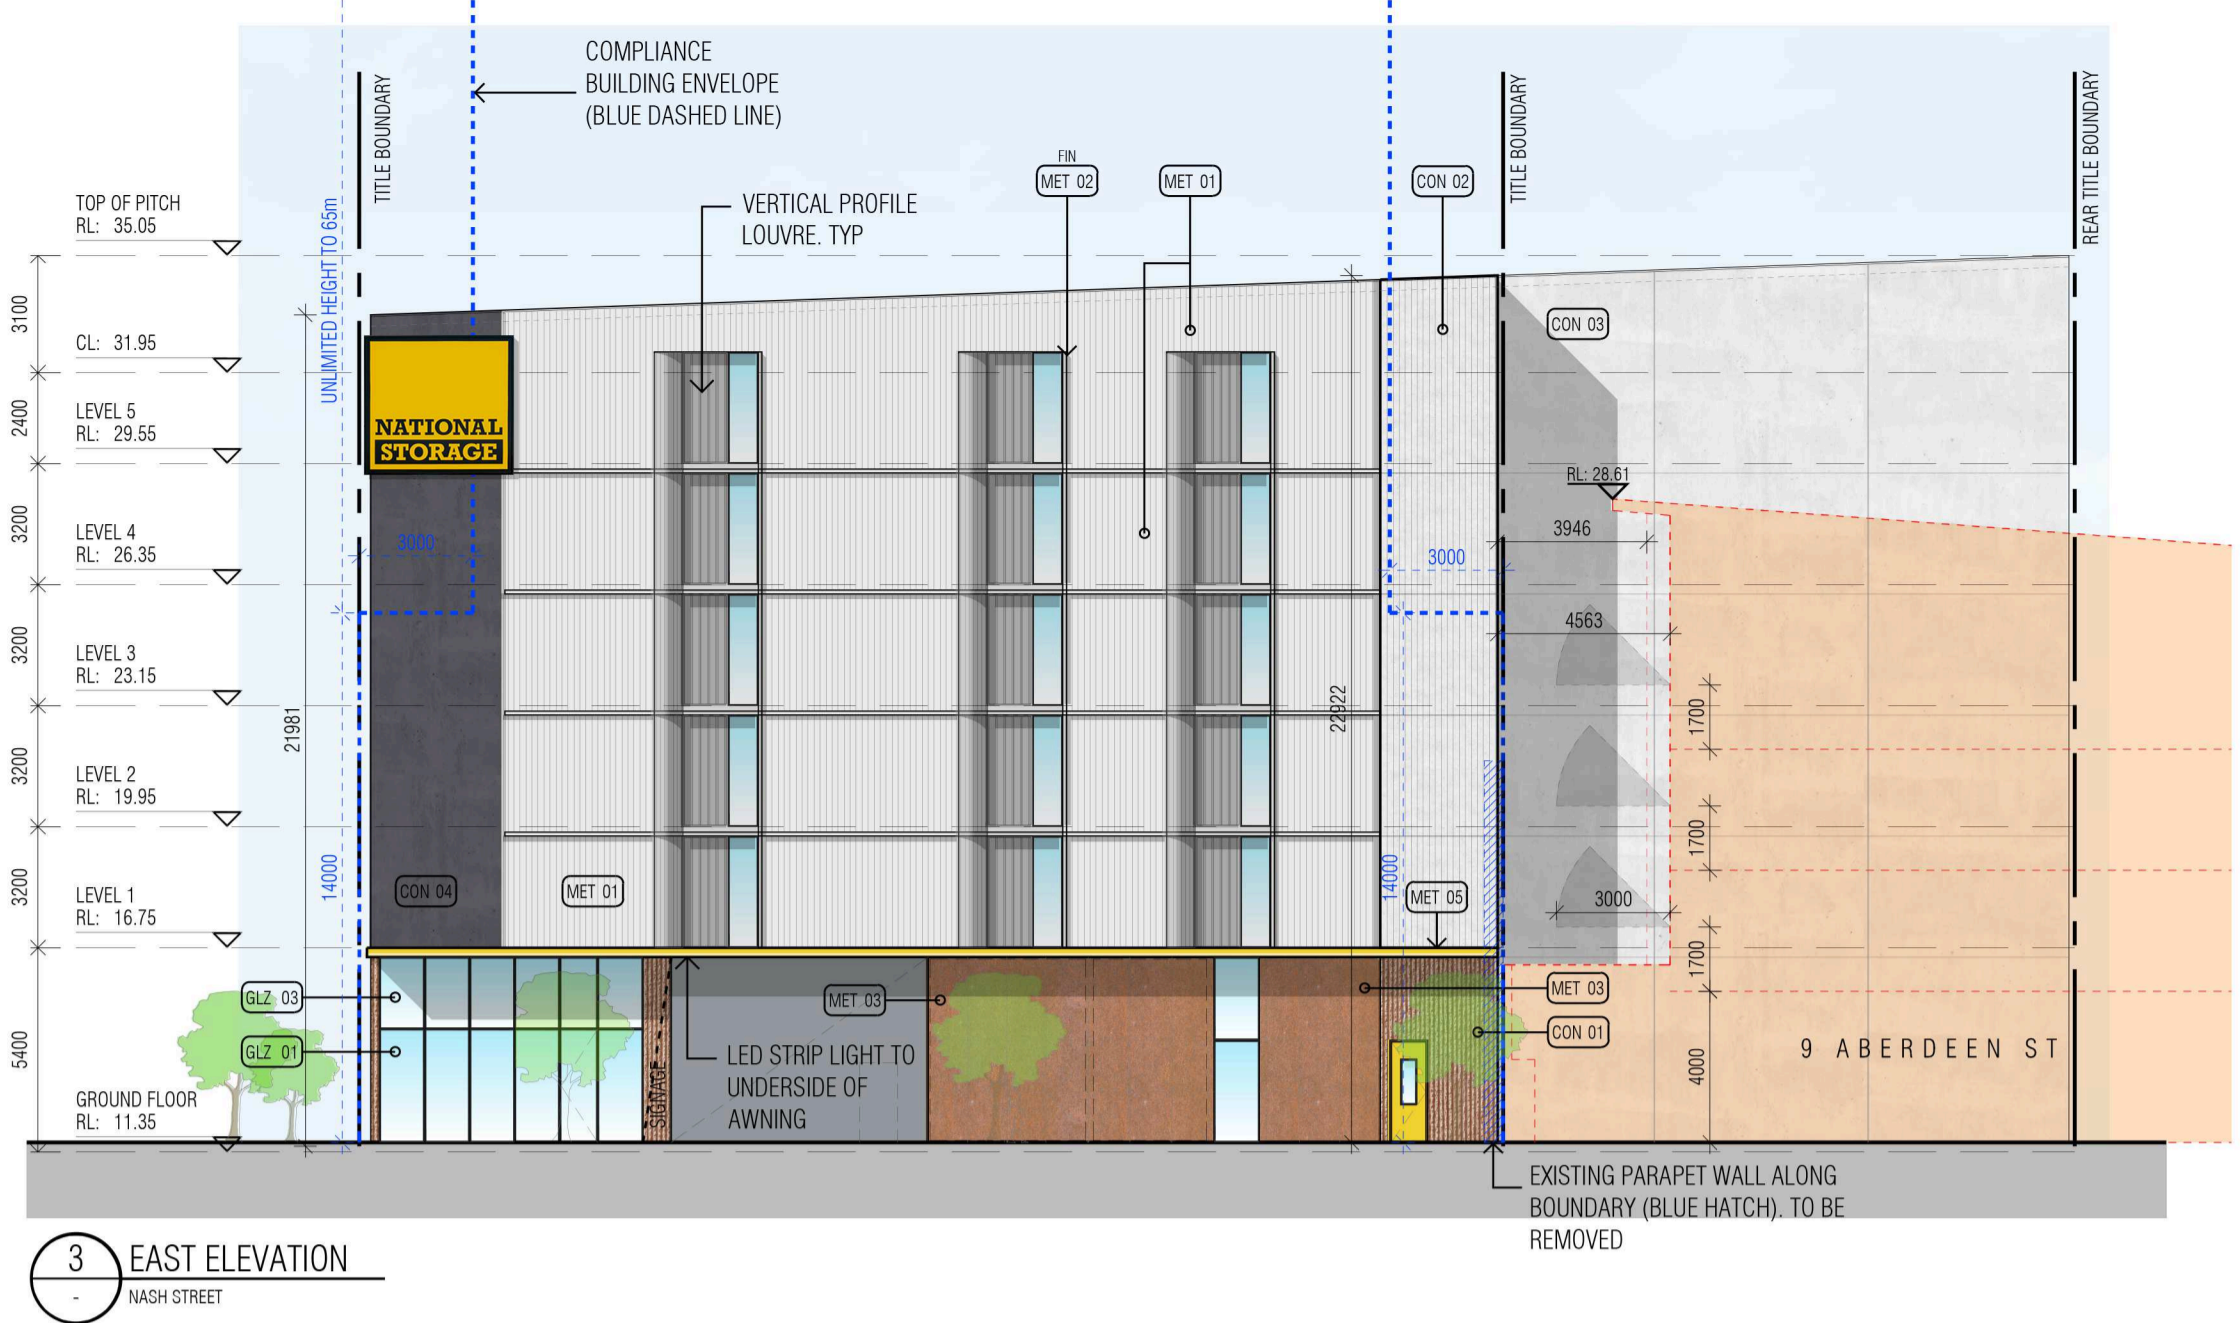 COMPLIANCE
BUILDING ENVELOPE
(BLUE DASHED LINE)
TITLE BOUNDARY
TITLE BOUNDARY
REAR TITLE BOUNDARY
UNLIMITED HEIGHT TO 65m
FIN
MET 02
MET 01
CON 02
VERTICAL PROFILE
LOUVRE. TYP
TOP OF PITCH
RL: 35.05
3100
CL: 31.95
CON 03
2400
LEVEL 5
RL: 29.55
NATIONAL
STORAGE
RL: 28.61
3200
LEVEL 4
RL: 26.35
3000
3000
3946
4563
3200
LEVEL 3
RL: 23.15
21981
22922
1700
3200
LEVEL 2
RL: 19.95
1700
3200
LEVEL 1
RL: 16.75
14000
CON 04
MET 01
14000
MET 05
3000
1700
GLZ 03
MET 03
MET 03
GLZ 01
CON 01
5400
SIGNAGE
LED STRIP LIGHT TO
UNDERSIDE OF
AWNING
4000
9 ABERDEEN ST
GROUND FLOOR
RL: 11.35
EXISTING PARAPET WALL ALONG
BOUNDARY (BLUE HATCH). TO BE
REMOVED
3
-
EAST ELEVATION
NASH STREET